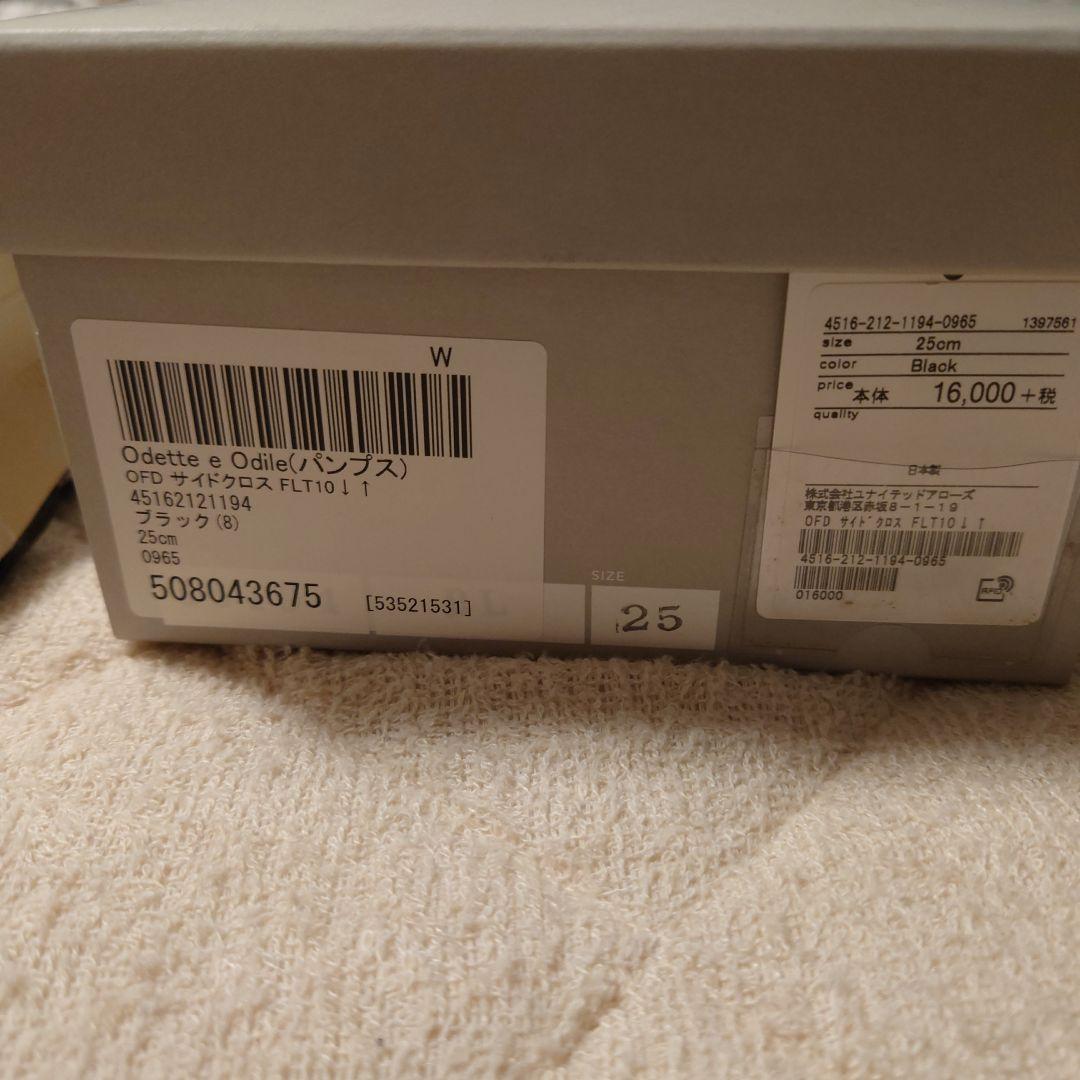 W
Odette e Odile(パンプス)
OFD サイドクロス FLT10↓↑
45162121194
ブラック(8)
25cm
0965
508043675 [53521531]
SIZE
25
4516-212-1194-0965 1397561
size 25cm
color Black
price 本体 16,000+税
quality
日本製
株式会社ユナイテッドアローズ
東京都港区赤坂8-1-19
OFD サイドクロス FLT10↓ ↑
4516-212-1194-0965
016000
RFID